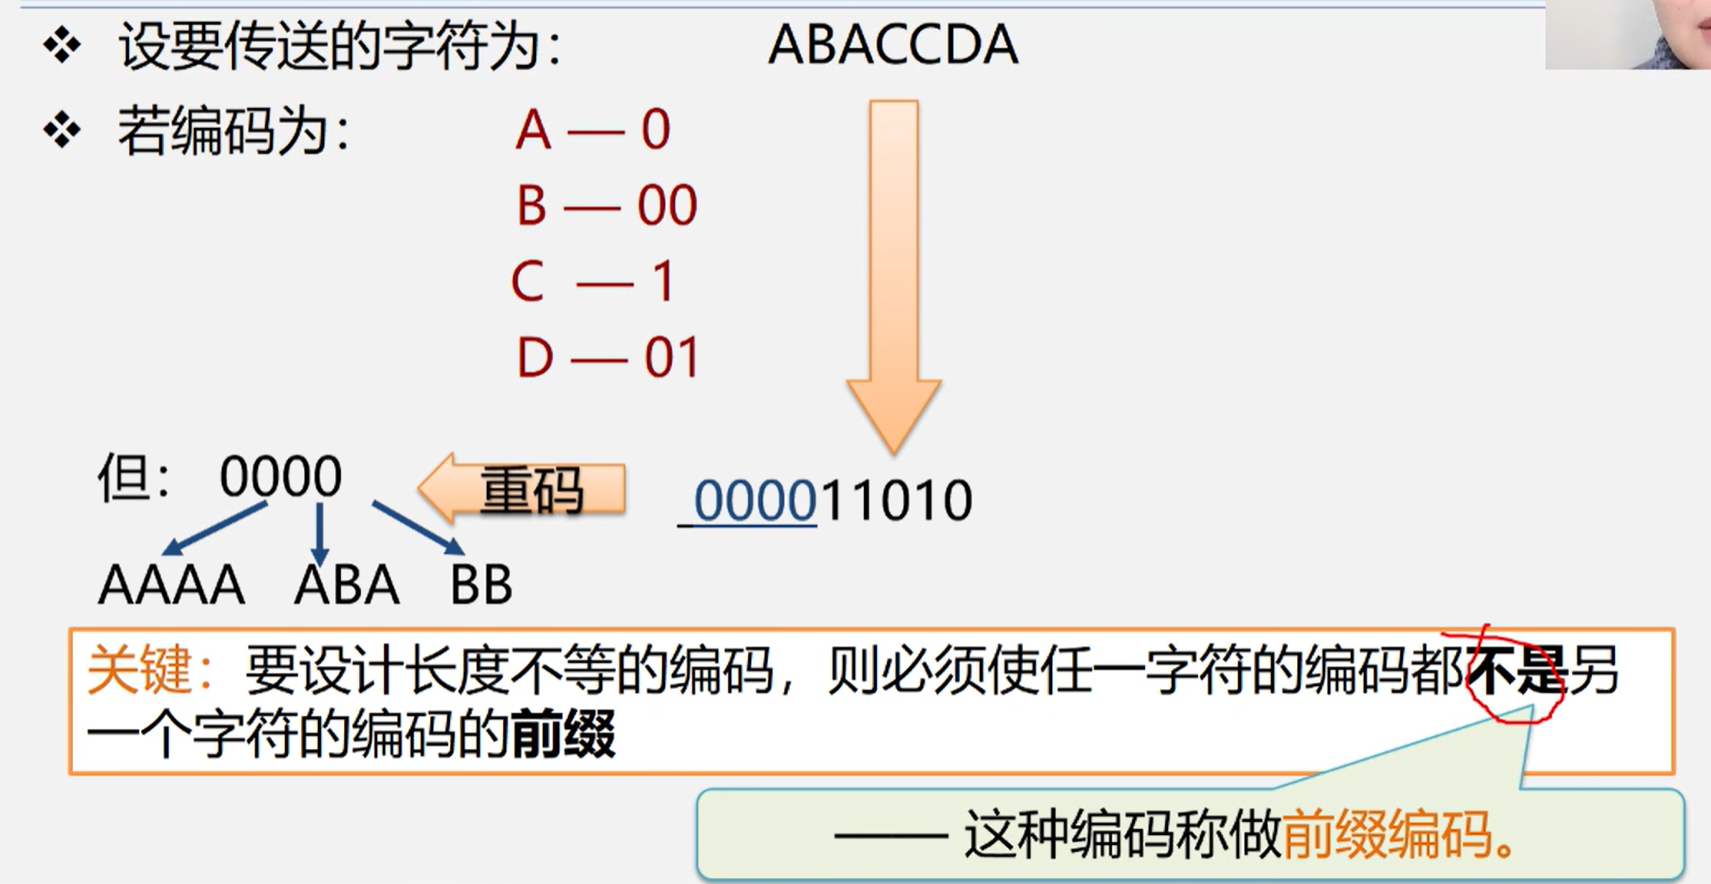 ❖ 设要传送的字符为： ABACCDA
❖ 若编码为： A — 0
B — 00
C — 1
D — 01
但： 0000 重码 000011010
AAAA ABA BB
关键：要设计长度不等的编码，则必须使任一字符的编码都不是另
一个字符的编码的前缀
—— 这种编码称做前缀编码。